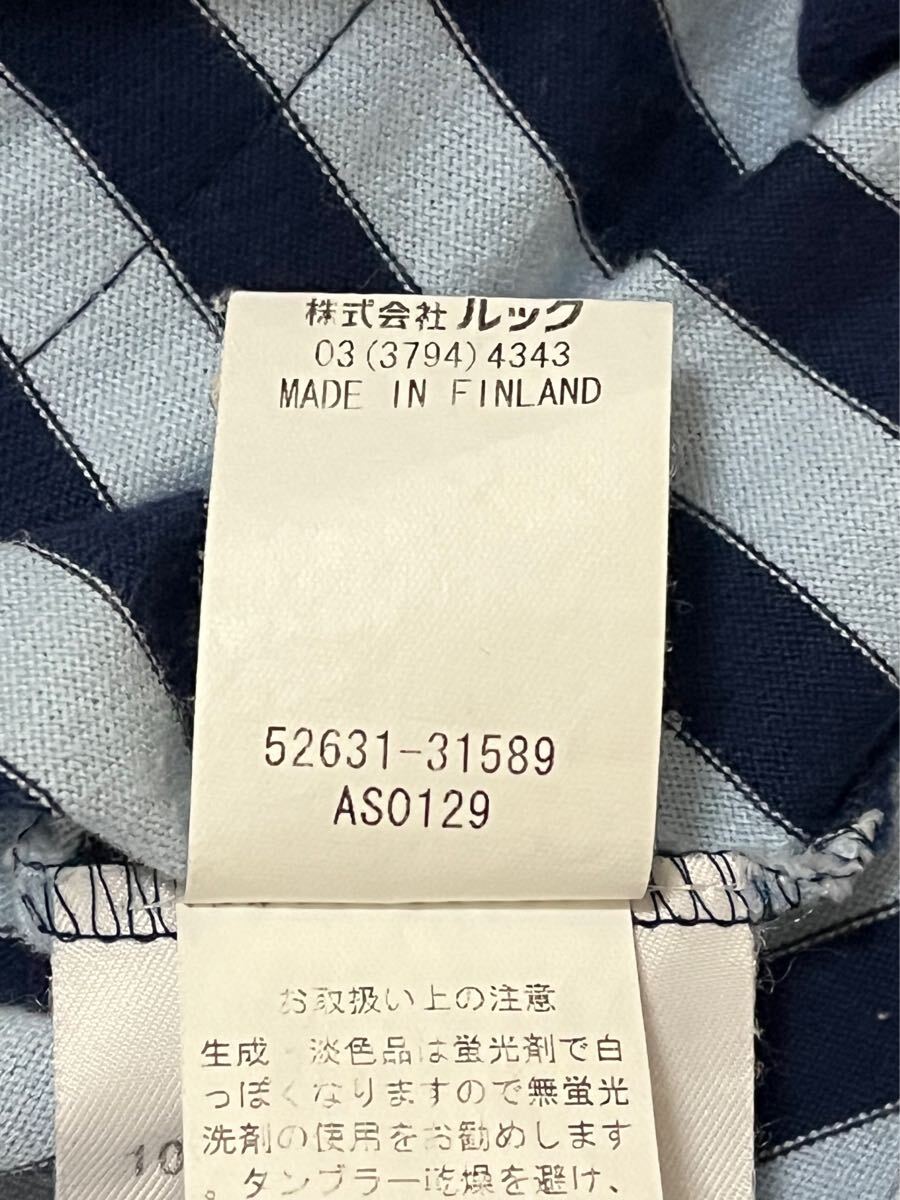 株式会社 ルック
03(3794)4343
MADE IN FINLAND
52631-31589
ASO129
お取扱い上の注意
生成・淡色品は蛍光剤で白
っぽくなりますので無蛍光
洗剤の使用をお勧めします
。タンブラー乾燥を避け、
10